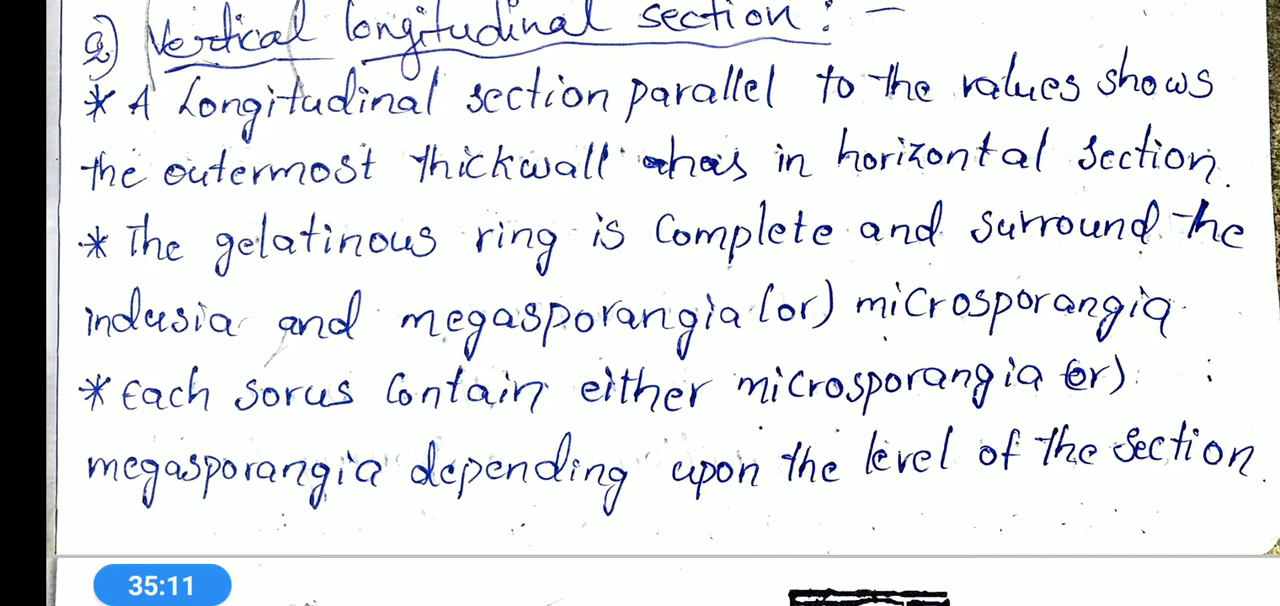 2) Vertical longitudinal section : -
* A Longitudinal section parallel to the values shows
the outermost thickwall as in horizontal section.
* The gelatinous ring is Complete and surround the
indusia and megasporangia (or) microsporangia.
* Each sorus Contain either microsporangia (or)
megasporangia depending upon the level of the section.
35:11